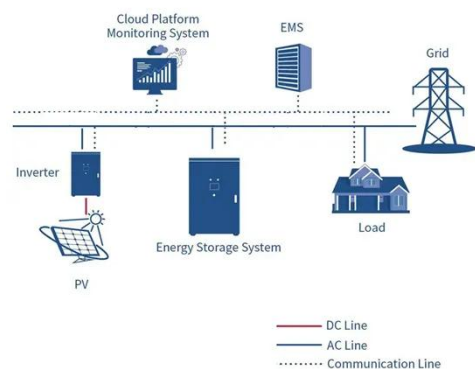 Cloud Platform
Monitoring System
EMS
Grid
Inverter
Energy Storage System
Load
PV
DC Line
AC Line
Communication Line